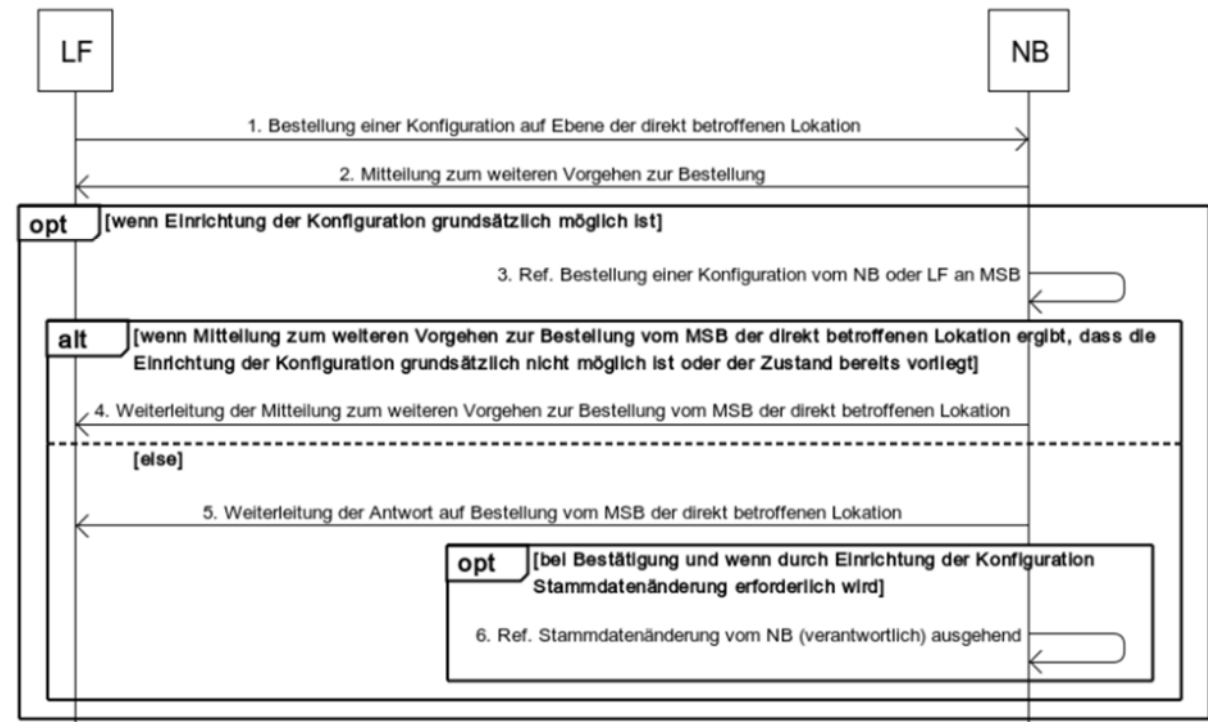 LF
NB
1. Bestellung einer Konfiguration auf Ebene der direkt betroffenen Lokation
2. Mitteilung zum weiteren Vorgehen zur Bestellung
opt
[wenn Einrichtung der Konfiguration grundsätzlich möglich ist]
3. Ref. Bestellung einer Konfiguration vom NB oder LF an MSB
alt
[wenn Mitteilung zum weiteren Vorgehen zur Bestellung vom MSB der direkt betroffenen Lokation ergibt, dass die
Einrichtung der Konfiguration grundsätzlich nicht möglich ist oder der Zustand bereits vorliegt]
4. Weiterleitung der Mitteilung zum weiteren Vorgehen zur Bestellung vom MSB der direkt betroffenen Lokation
[else]
5. Weiterleitung der Antwort auf Bestellung vom MSB der direkt betroffenen Lokation
opt
[bei Bestätigung und wenn durch Einrichtung der Konfiguration
Stammdatenänderung erforderlich wird]
6. Ref. Stammdatenänderung vom NB (verantwortlich) ausgehend